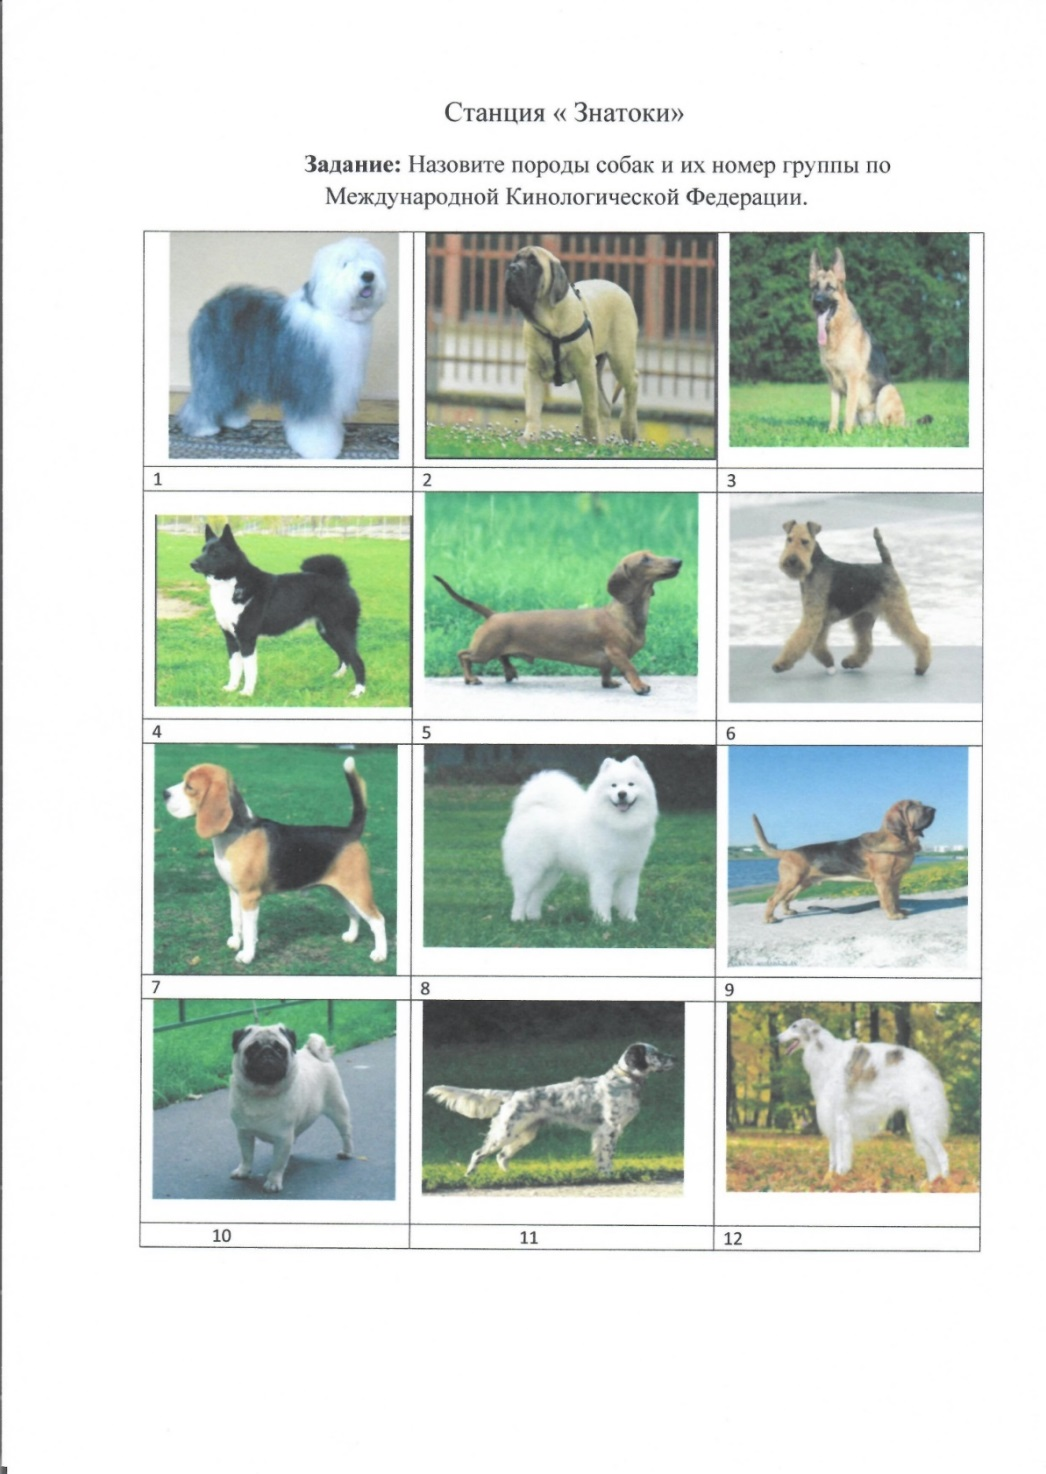 Станция « Знатоки»
Задание: Назовите породы собак и их номер группы по
Международной Кинологической Федерации.
1 2 3
4 5 6
7 8 9
10 11 12